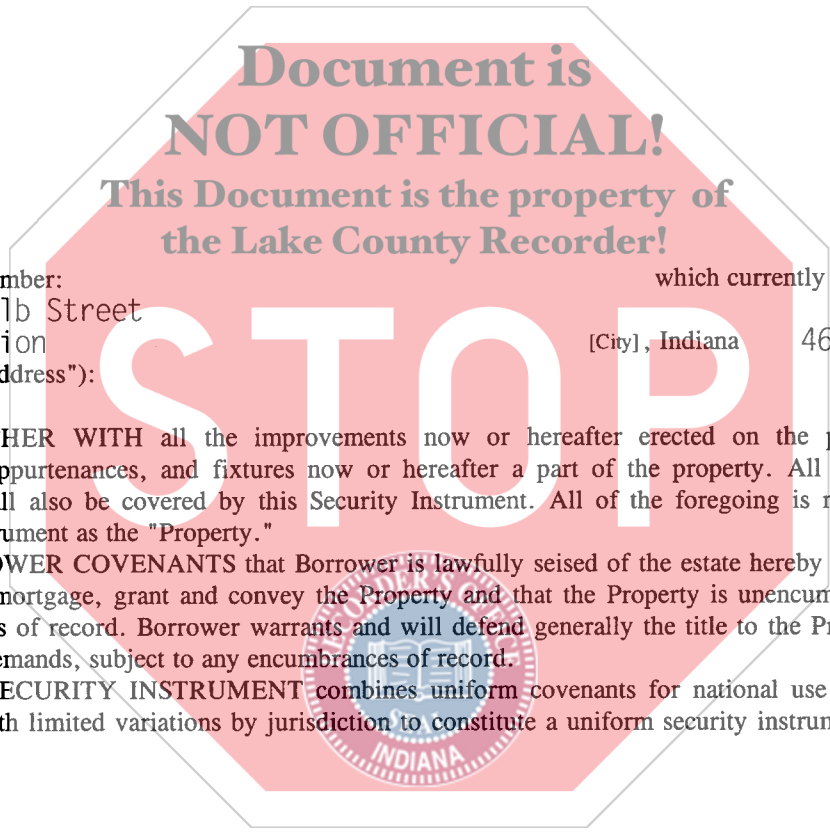 Document is
NOT OFFICIAL!
This Document is the property of
the Lake County Recorder!
mber: which currently
lb Street
ion [City], Indiana 46
ddress"):
STOP
HER WITH all the improvements now or hereafter erected on the p
ppurtenances, and fixtures now or hereafter a part of the property. All
ll also be covered by this Security Instrument. All of the foregoing is r
rument as the "Property."
OWER COVENANTS that Borrower is lawfully seised of the estate hereby
mortgage, grant and convey the Property and that the Property is unencum
s of record. Borrower warrants and will defend generally the title to the Pr
emands, subject to any encumbrances of record.
ECURITY INSTRUMENT combines uniform covenants for national use
th limited variations by jurisdiction to constitute a uniform security instrum
RECORDER'S OFFICE
SEAL
INDIANA